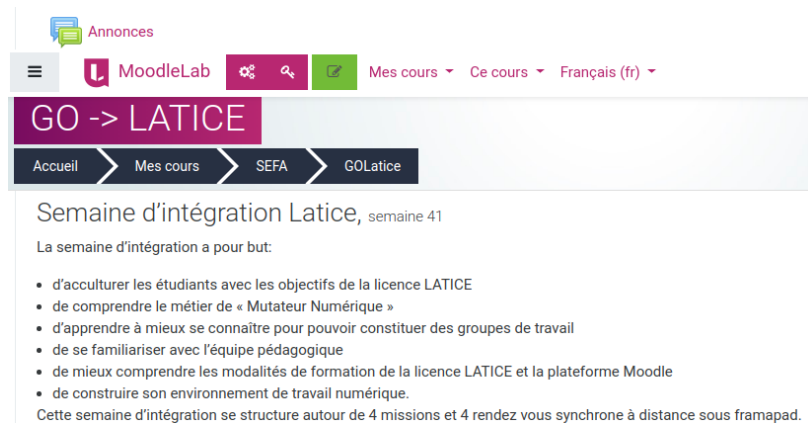 Annonces
MoodleLab Mes cours Ce cours Français (fr)
GO -> LATICE
Accueil Mes cours SEFA GOLatice
Semaine d'intégration Latice, semaine 41
La semaine d'intégration a pour but:
• d'acculturer les étudiants avec les objectifs de la licence LATICE
• de comprendre le métier de « Mutateur Numérique »
• d'apprendre à mieux se connaître pour pouvoir constituer des groupes de travail
• de se familiariser avec l'équipe pédagogique
• de mieux comprendre les modalités de formation de la licence LATICE et la plateforme Moodle
• de construire son environnement de travail numérique.
Cette semaine d'intégration se structure autour de 4 missions et 4 rendez vous synchrone à distance sous framapad.